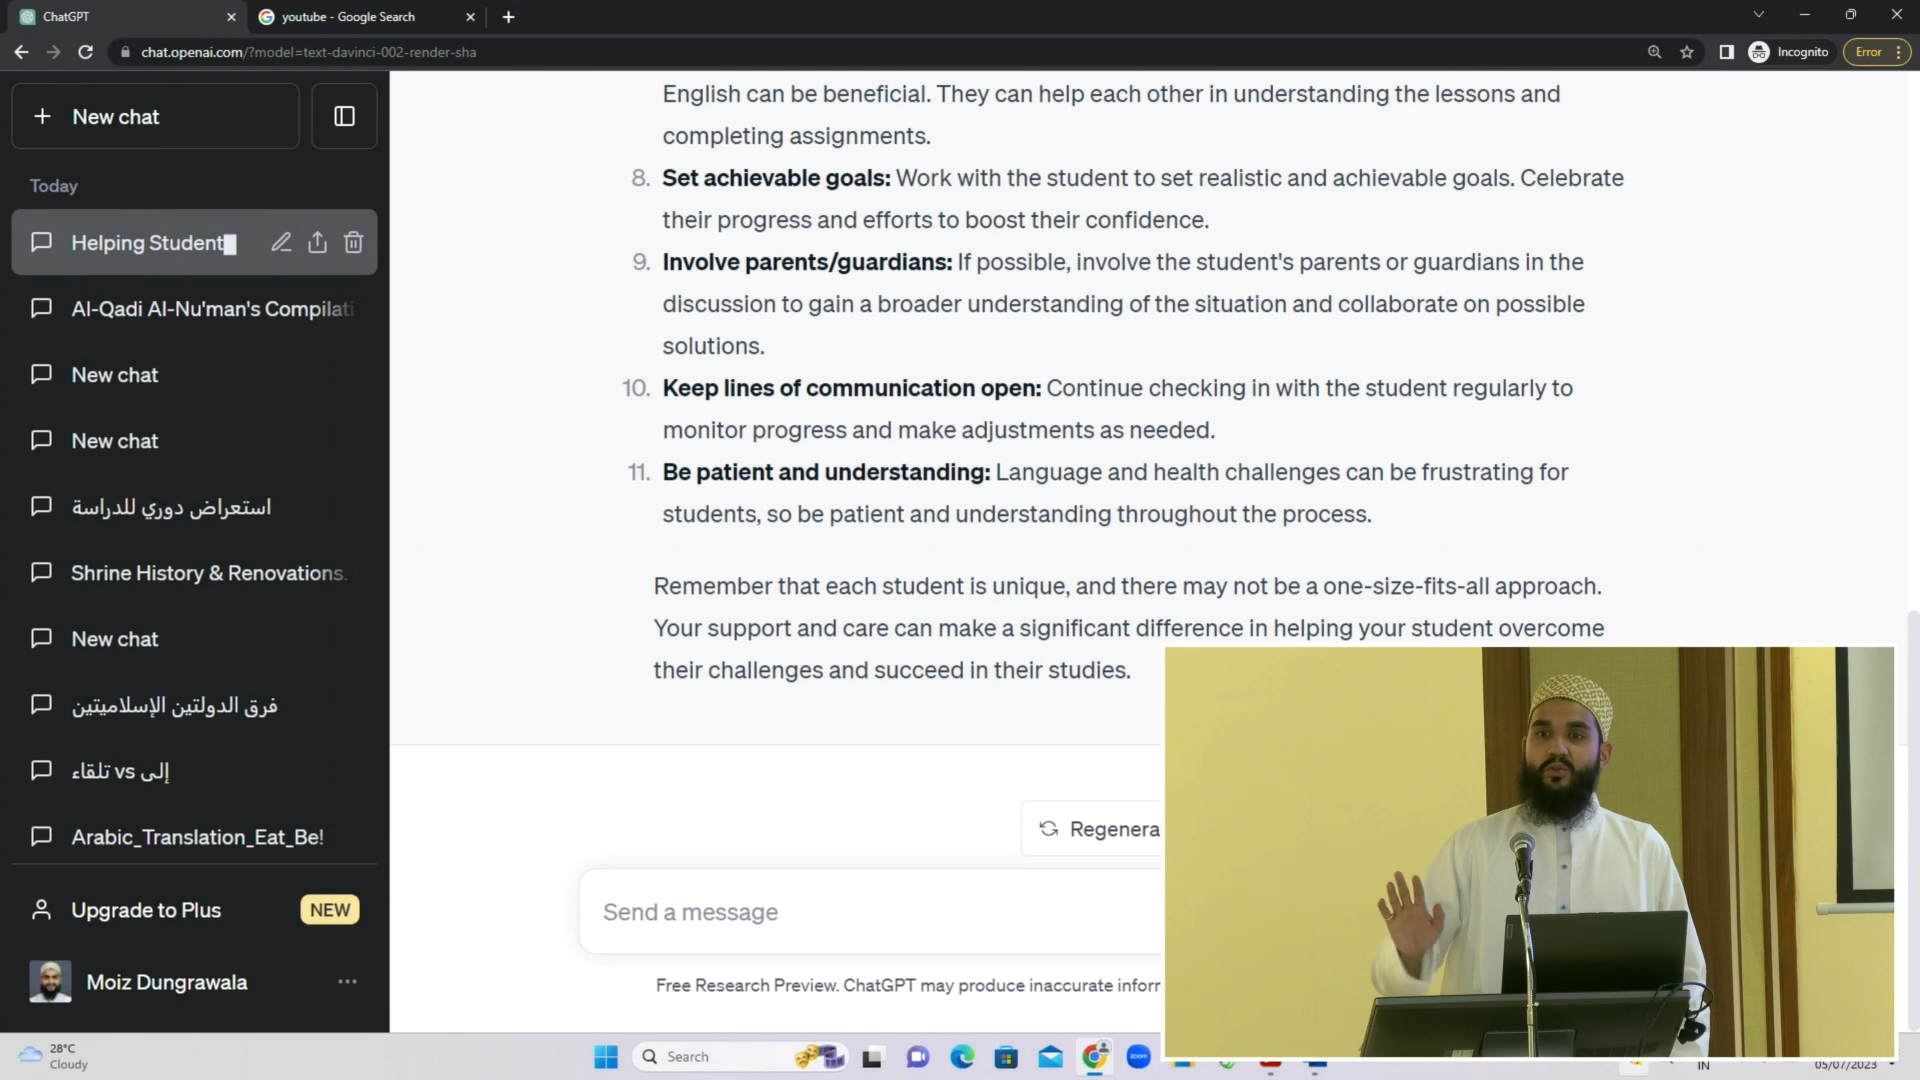 ChatGPT
youtube - Google Search
chat.openai.com/?model=text-davinci-002-render-sha
Incognito
Error
New chat
Today
Helping Student
Al-Qadi Al-Nu'man's Compilati
New chat
New chat
استعراض دوري للدراسة
Shrine History & Renovations.
New chat
فرق الدولتين الإسلاميتين
إلى vs تلقاء
Arabic_Translation_Eat_Be!
Upgrade to Plus
NEW
Moiz Dungrawala
English can be beneficial. They can help each other in understanding the lessons and
completing assignments.
8. Set achievable goals: Work with the student to set realistic and achievable goals. Celebrate
their progress and efforts to boost their confidence.
9. Involve parents/guardians: If possible, involve the student's parents or guardians in the
discussion to gain a broader understanding of the situation and collaborate on possible
solutions.
10. Keep lines of communication open: Continue checking in with the student regularly to
monitor progress and make adjustments as needed.
11. Be patient and understanding: Language and health challenges can be frustrating for
students, so be patient and understanding throughout the process.
Remember that each student is unique, and there may not be a one-size-fits-all approach.
Your support and care can make a significant difference in helping your student overcome
their challenges and succeed in their studies.
Regenera
Send a message
Free Research Preview. ChatGPT may produce inaccurate inforr
28°C
Cloudy
Search
zoom
IN
05/07/2023